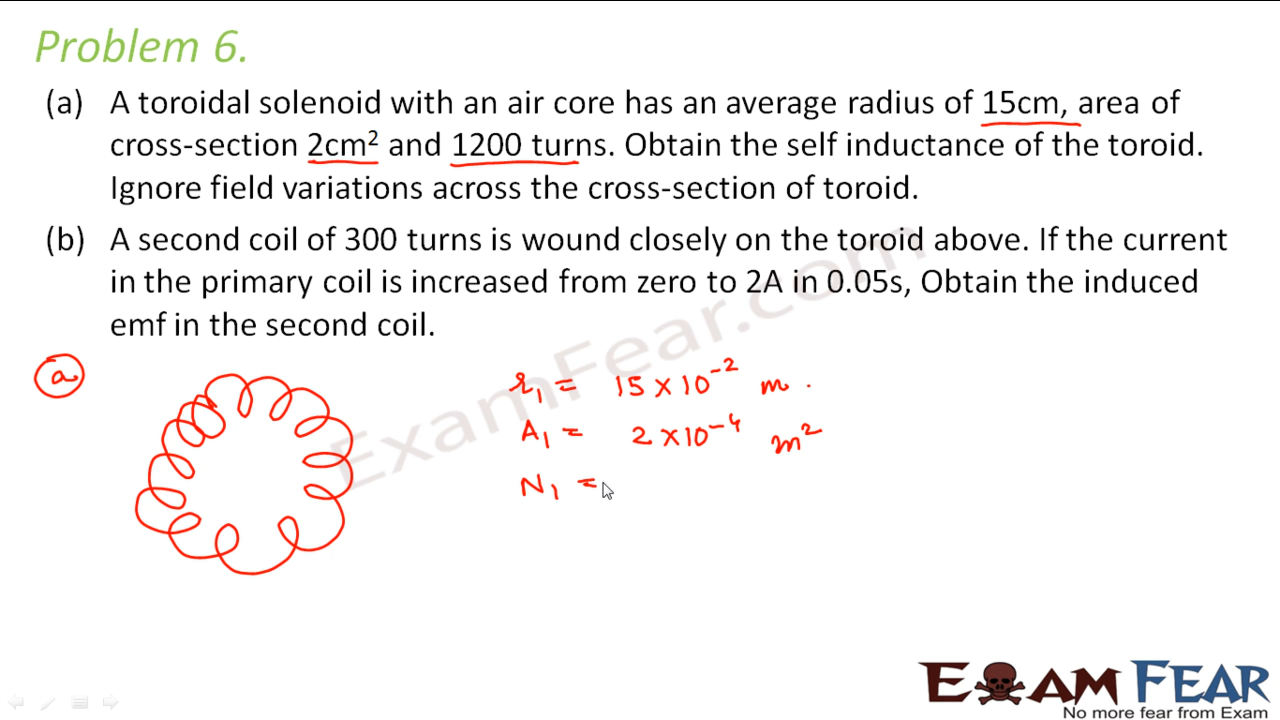 Problem 6.
(a) A toroidal solenoid with an air core has an average radius of 15cm, area of
cross-section 2cm² and 1200 turns. Obtain the self inductance of the toroid.
Ignore field variations across the cross-section of toroid.
(b) A second coil of 300 turns is wound closely on the toroid above. If the current
in the primary coil is increased from zero to 2A in 0.05s, Obtain the induced
emf in the second coil.
ExamFear.com
a
r₁ = 15 × 10⁻² m.
A₁ = 2 × 10⁻⁴ m²
N₁ =
EXAM FEAR
No more fear from Exam